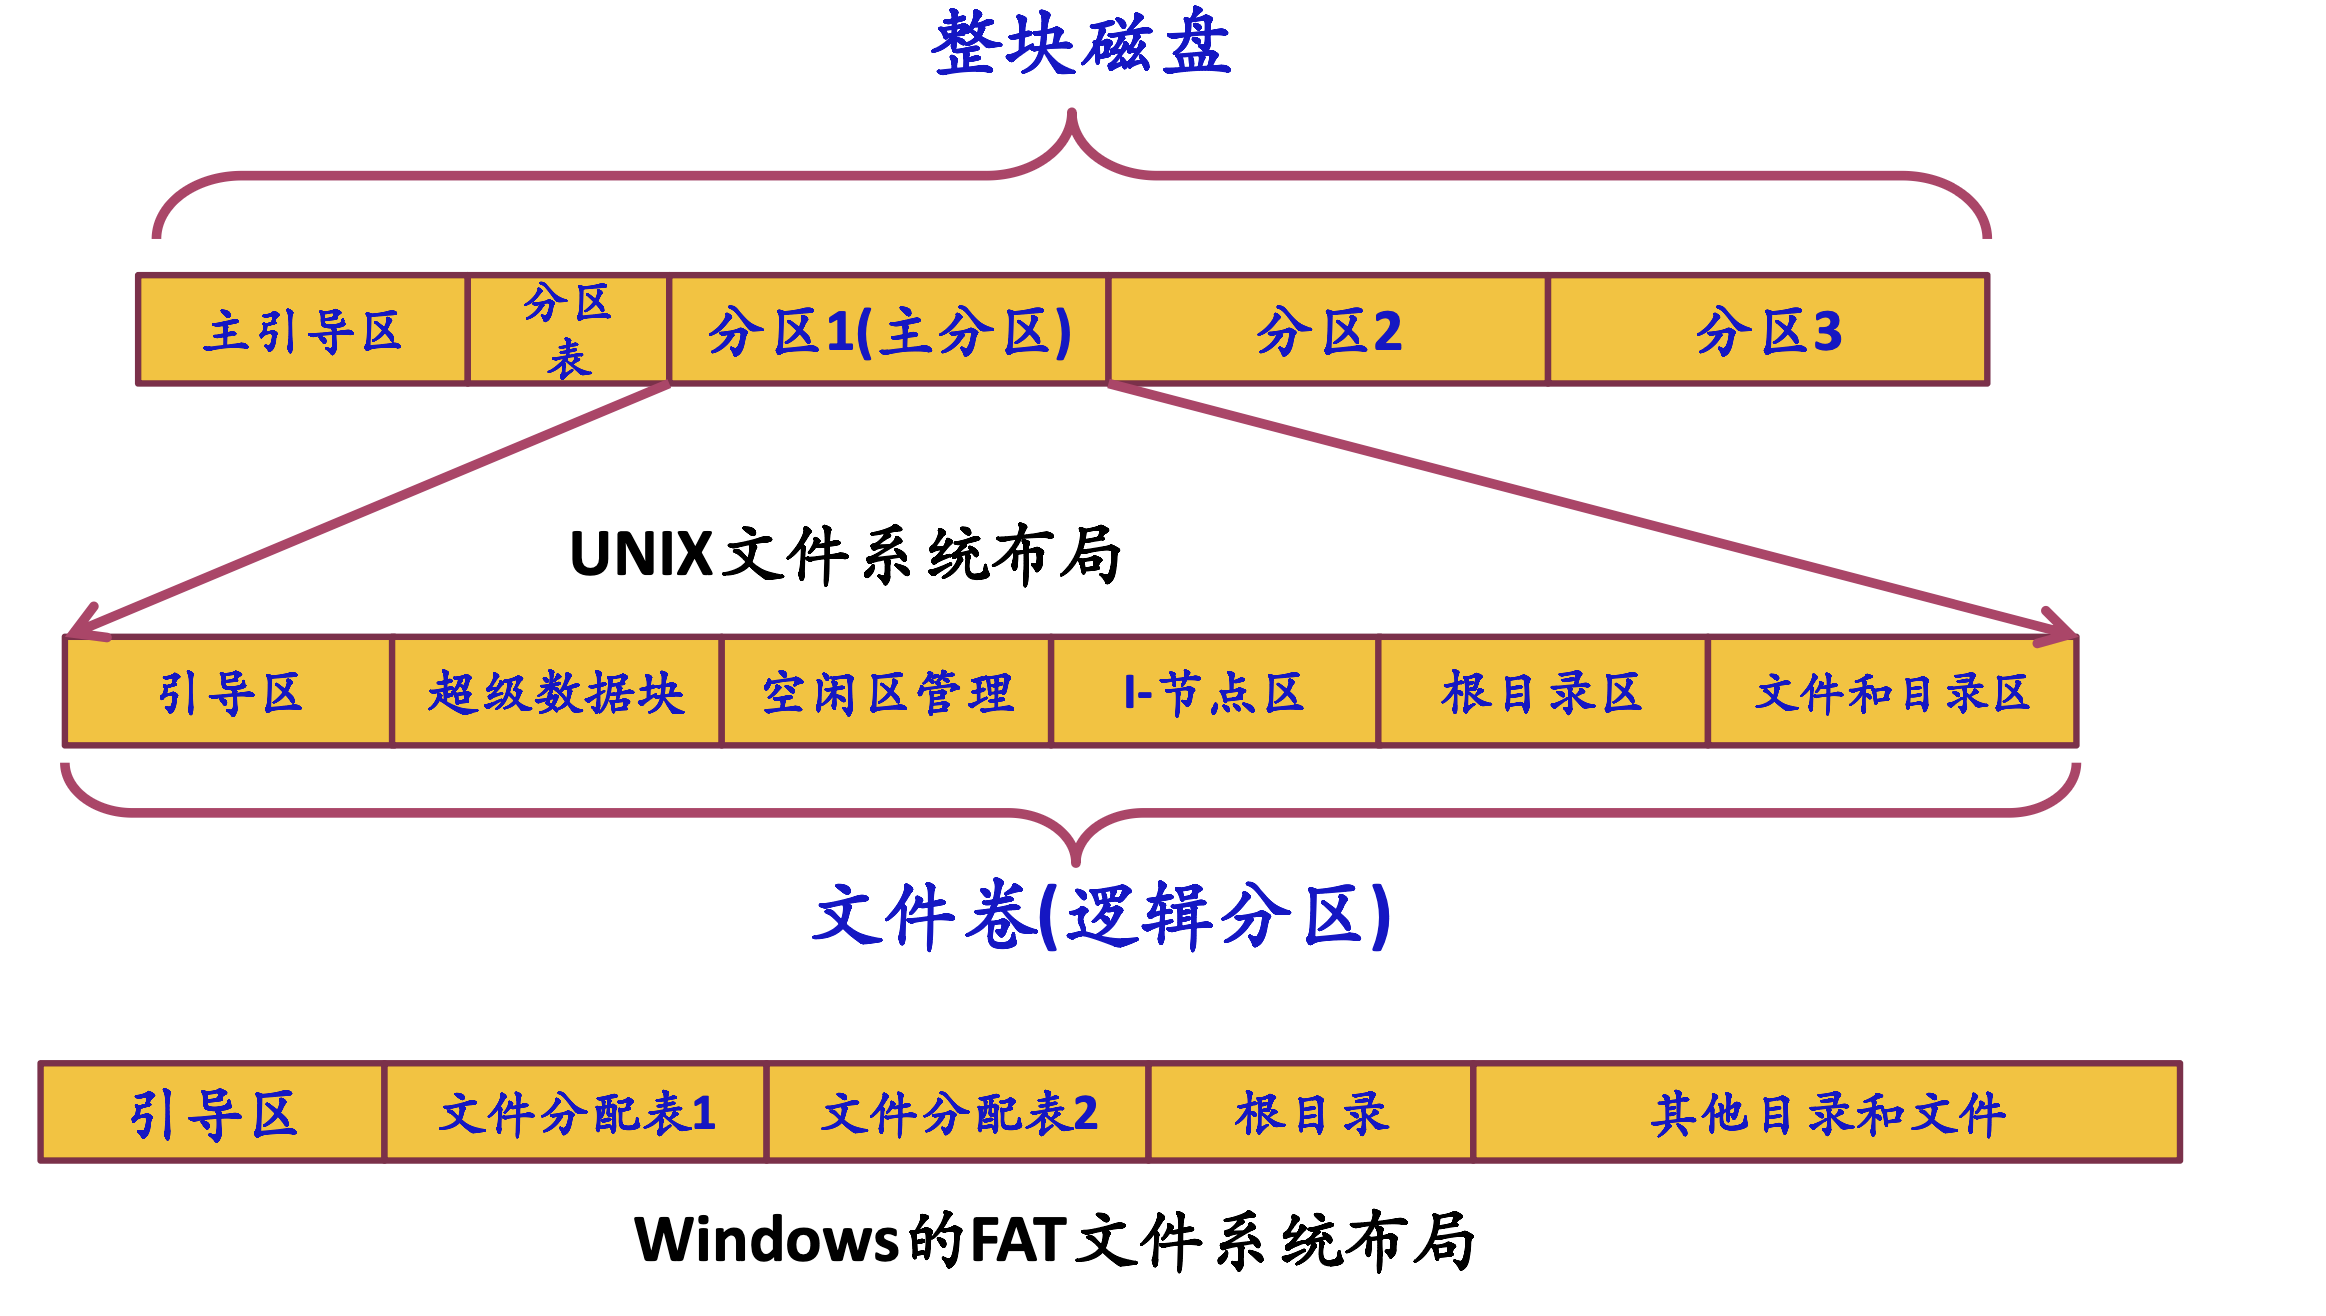 整块磁盘
主引导区
分区
表
分区1(主分区)
分区2
分区3
UNIX文件系统布局
引导区
超级数据块
空闲区管理
I-节点区
根目录区
文件和目录区
文件卷(逻辑分区)
引导区
文件分配表1
文件分配表2
根目录
其他目录和文件
Windows的FAT文件系统布局